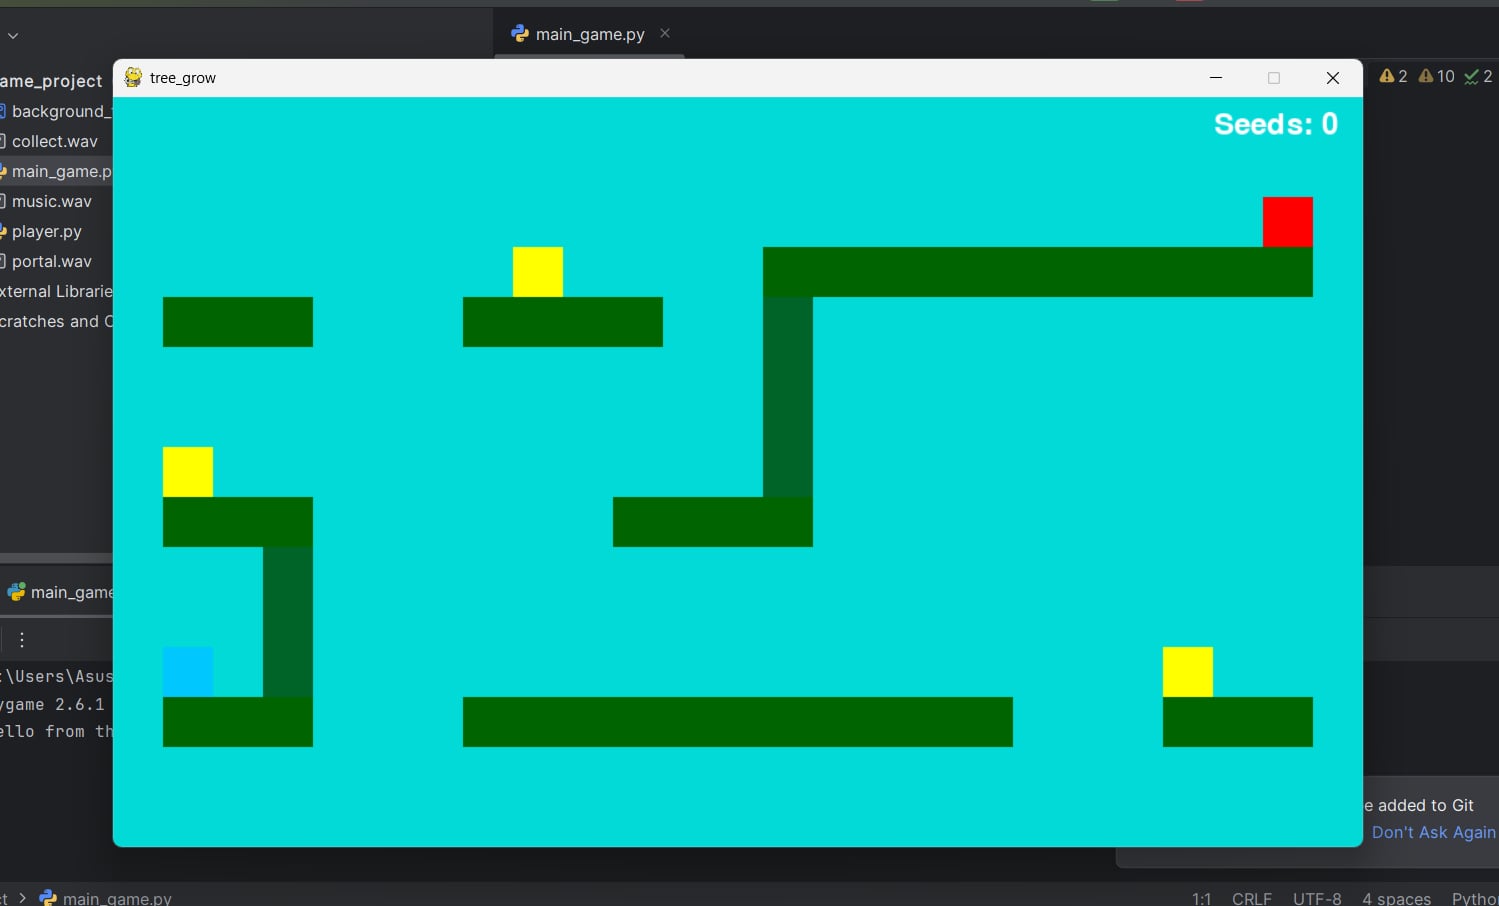 main_game.py
ame_project
tree_grow
2 10 2
background_
Seeds: 0
collect.wav
main_game.p
music.wav
player.py
portal.wav
xternal Librarie
cratches and C
main_game
:\Users\Asus
ygame 2.6.1
ello from th
e added to Git
Don't Ask Again
ct > main_game.py
1:1 CRLF UTF-8 4 spaces Pytho